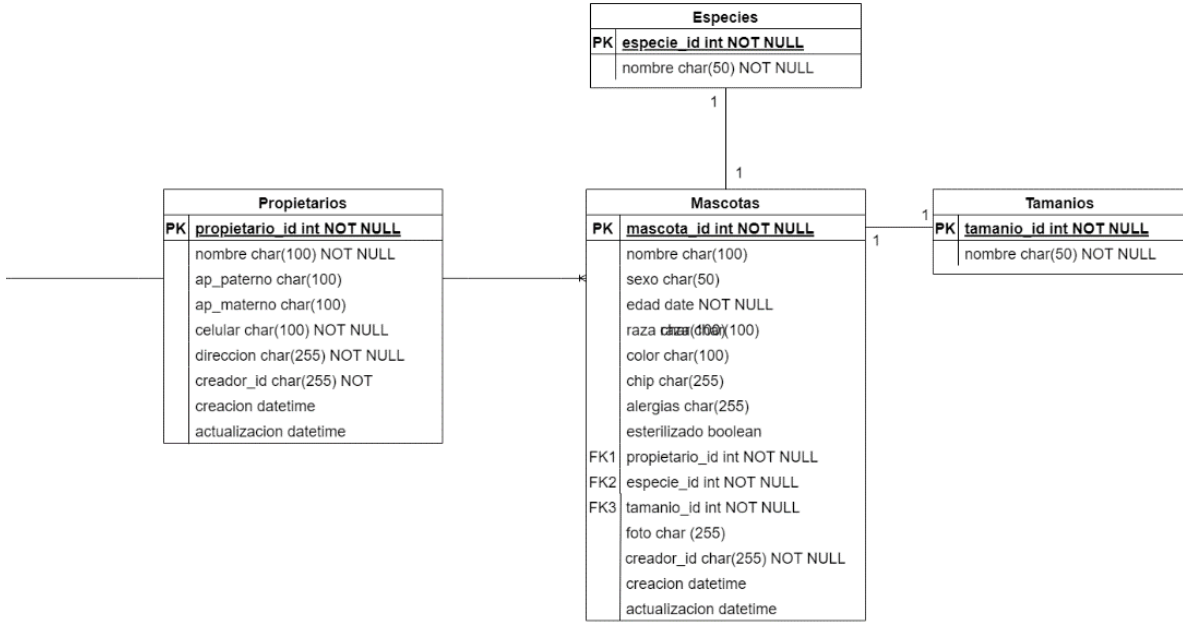 Especies
PK especie_id int NOT NULL
nombre char(50) NOT NULL
1
1
Propietarios
PK propietario_id int NOT NULL
nombre char(100) NOT NULL
ap_paterno char(100)
ap_materno char(100)
celular char(100) NOT NULL
direccion char(255) NOT NULL
creador_id char(255) NOT
creacion datetime
actualizacion datetime
Mascotas
PK mascota_id int NOT NULL
nombre char(100)
sexo char(50)
edad date NOT NULL
raza char(100)
color char(100)
chip char(255)
alergias char(255)
esterilizado boolean
FK1 propietario_id int NOT NULL
FK2 especie_id int NOT NULL
FK3 tamanio_id int NOT NULL
foto char (255)
creador_id char(255) NOT NULL
creacion datetime
actualizacion datetime
1
1
Tamanios
PK tamanio_id int NOT NULL
nombre char(50) NOT NULL